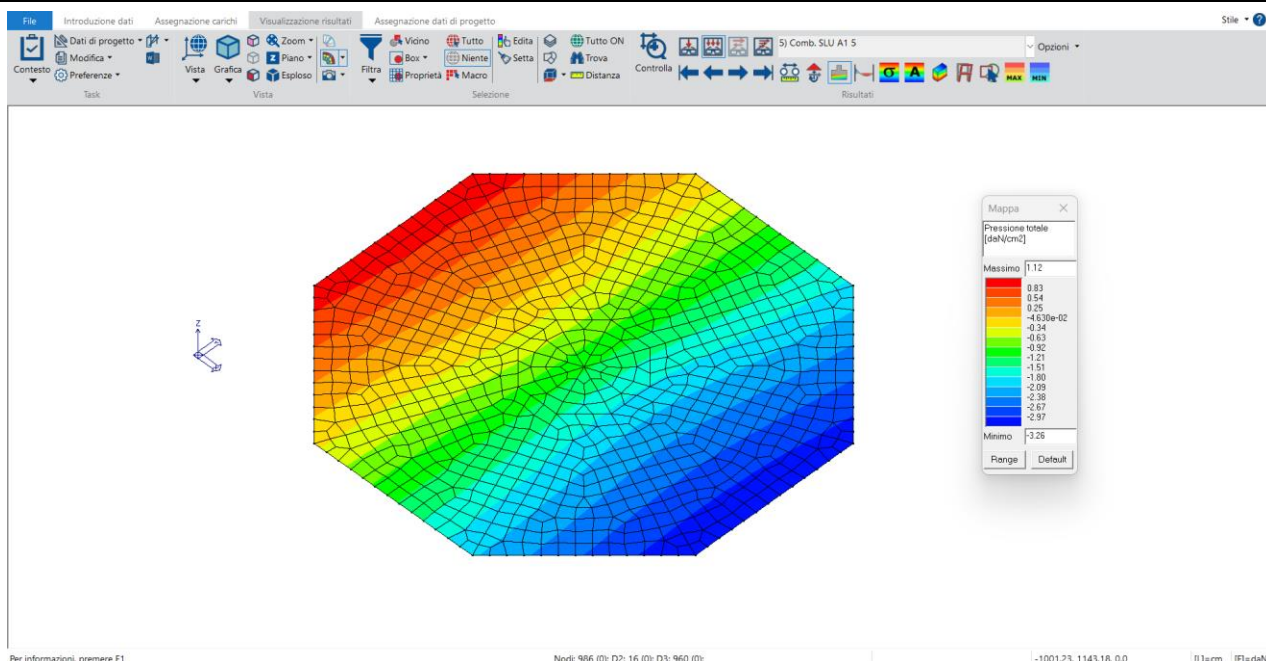 File Introduzione dati Assegnazione carichi Visualizzazione risultati Assegnazione dati di progetto Stile
Dati di progetto Zoom Vicino Tutto Edita Tutto ON 5) Comb. SLU A1 5 Opzioni
Modifica Piano Box Niente Setta Trova
Contesto Preferenze Vista Grafica Esploso Filtra Proprietà Macro Distanza Controlla σ A MAX MIN
Task Vista Selezione Risultati
Mappa
Pressione totale
[daN/cm2]
Massimo 1.12
0.83
0.54
0.25
-4.630e-02
-0.34
-0.63
-0.92
-1.21
-1.51
-1.80
-2.09
-2.38
-2.67
-2.97
Minimo -3.26
Range Default
Z
Per informazioni, premere F1 Nodi: 986 (0); D2: 16 (0); D3: 960 (0); -1001.23, 1143.18, 0.0 [L]=cm [F]=daN